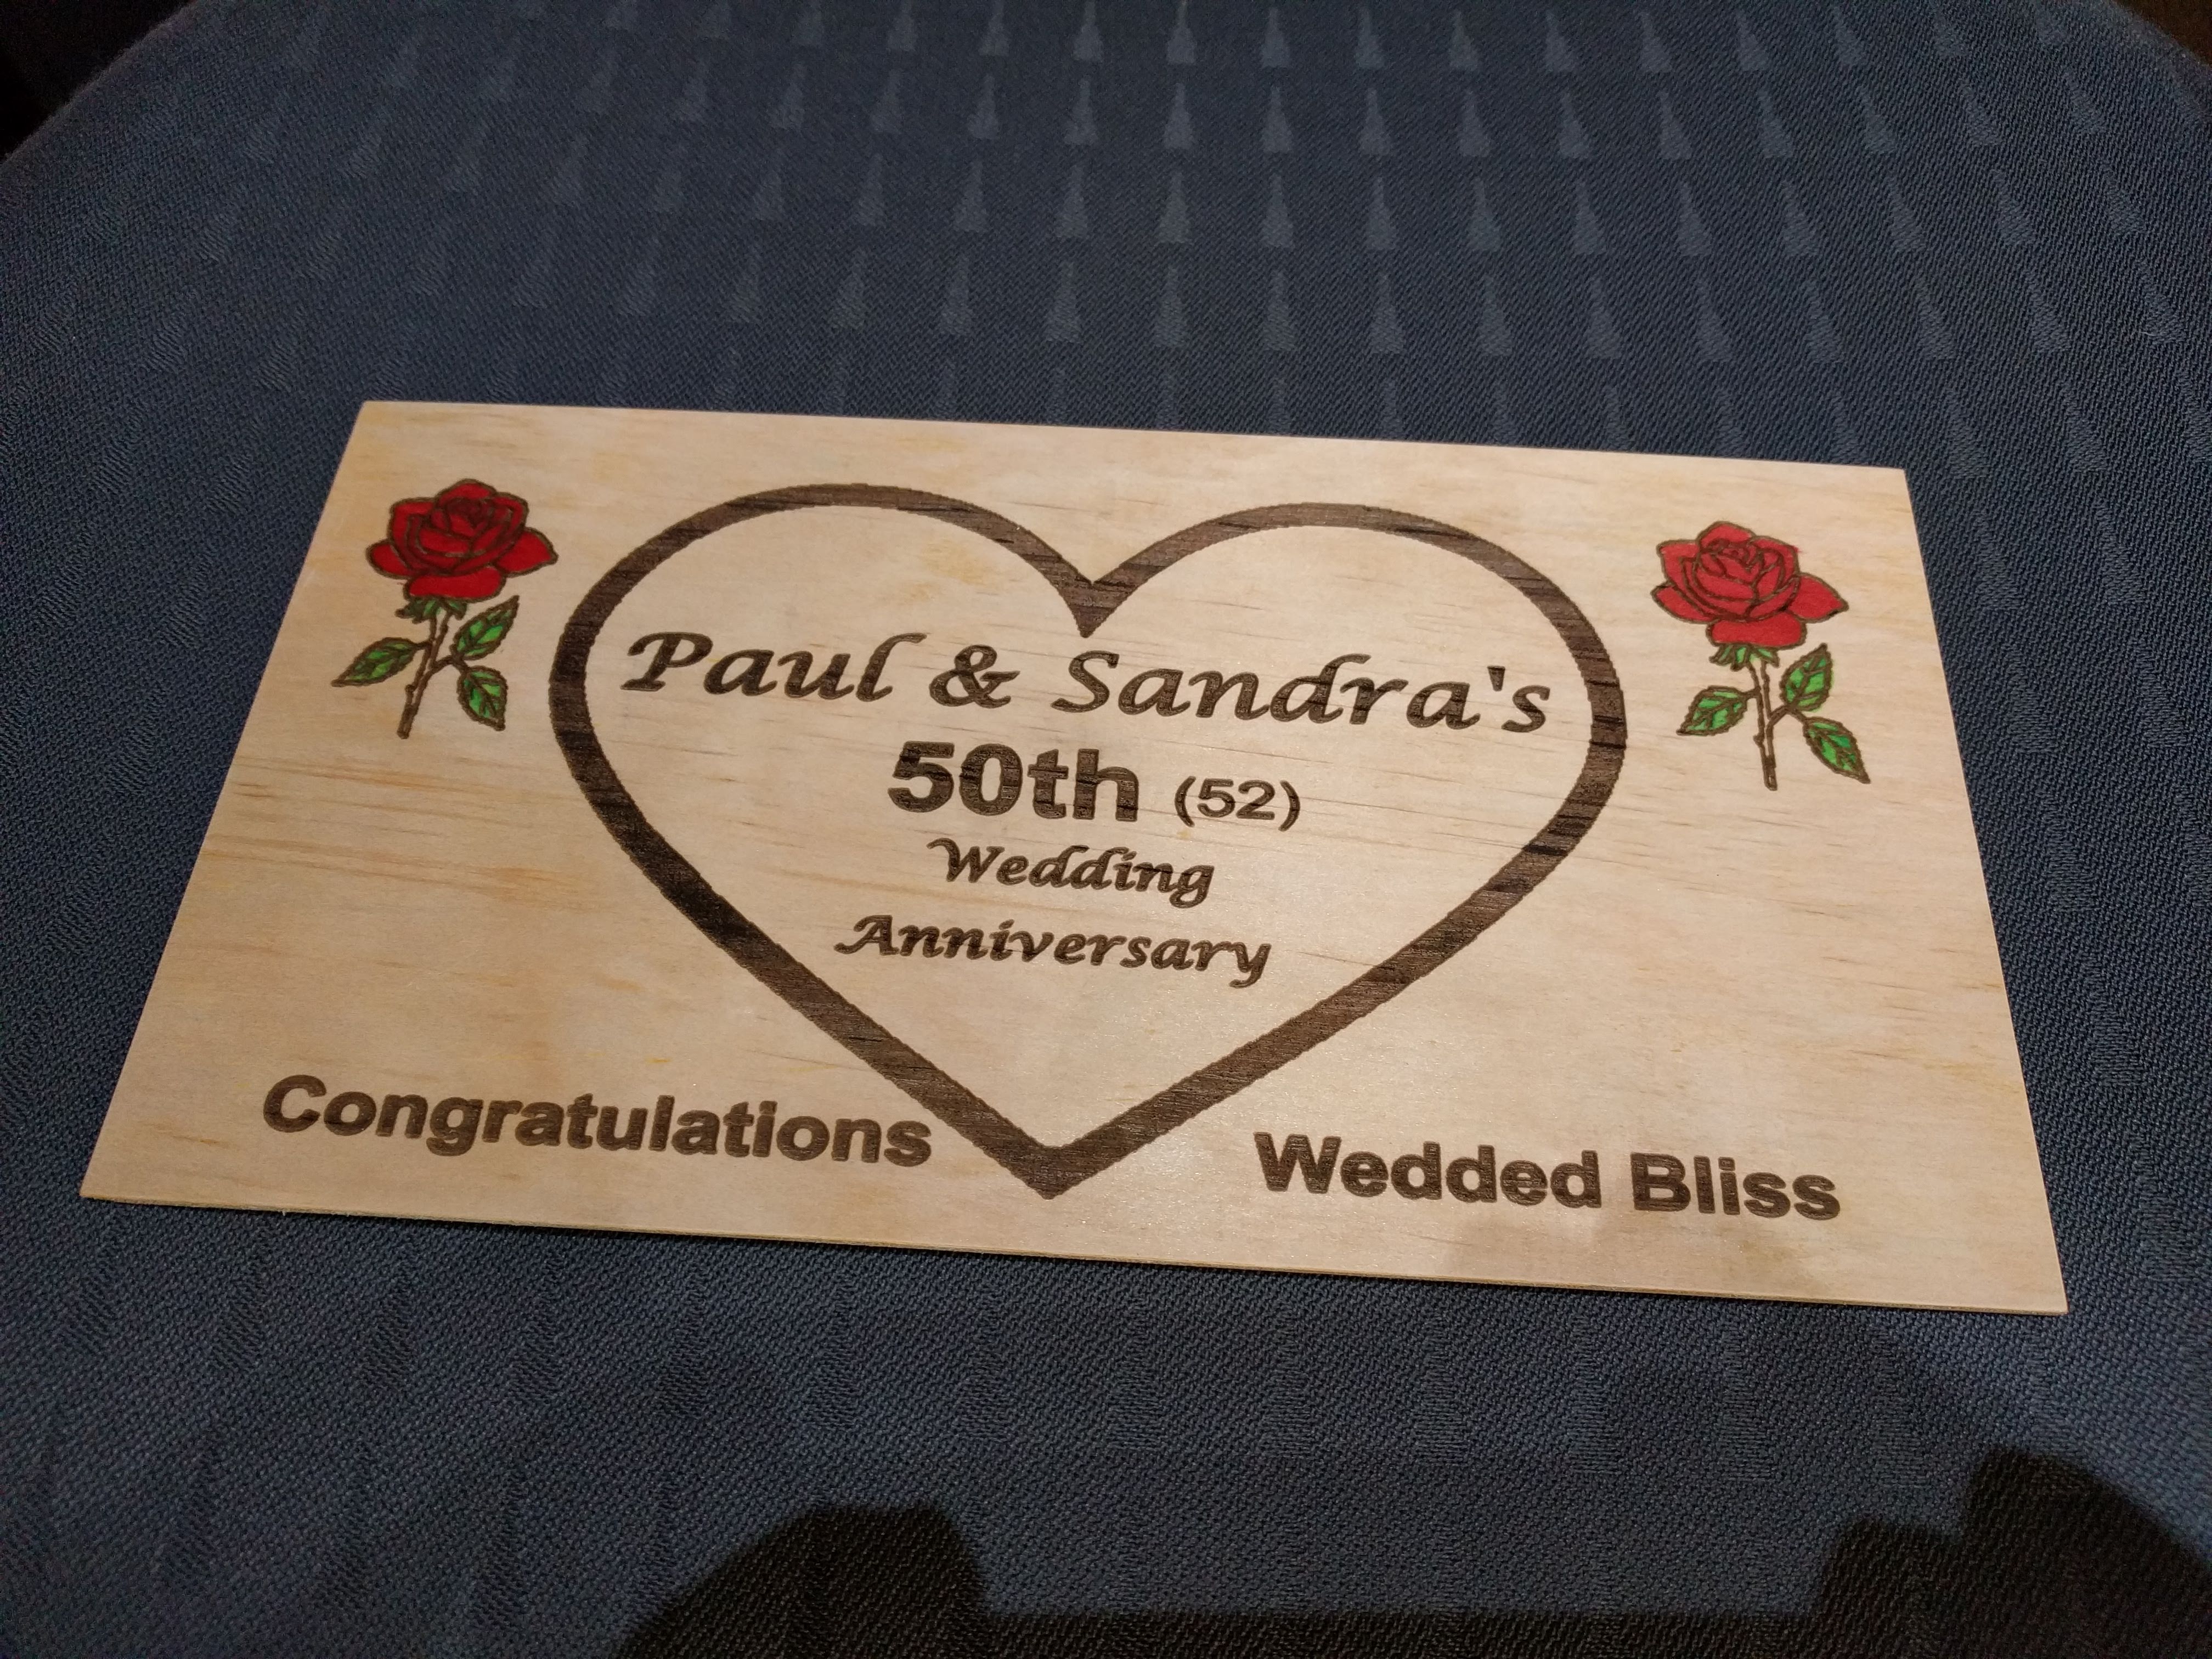 Paul & Sandra's
50th (52)
Wedding
Anniversary
Congratulations
Wedded Bliss